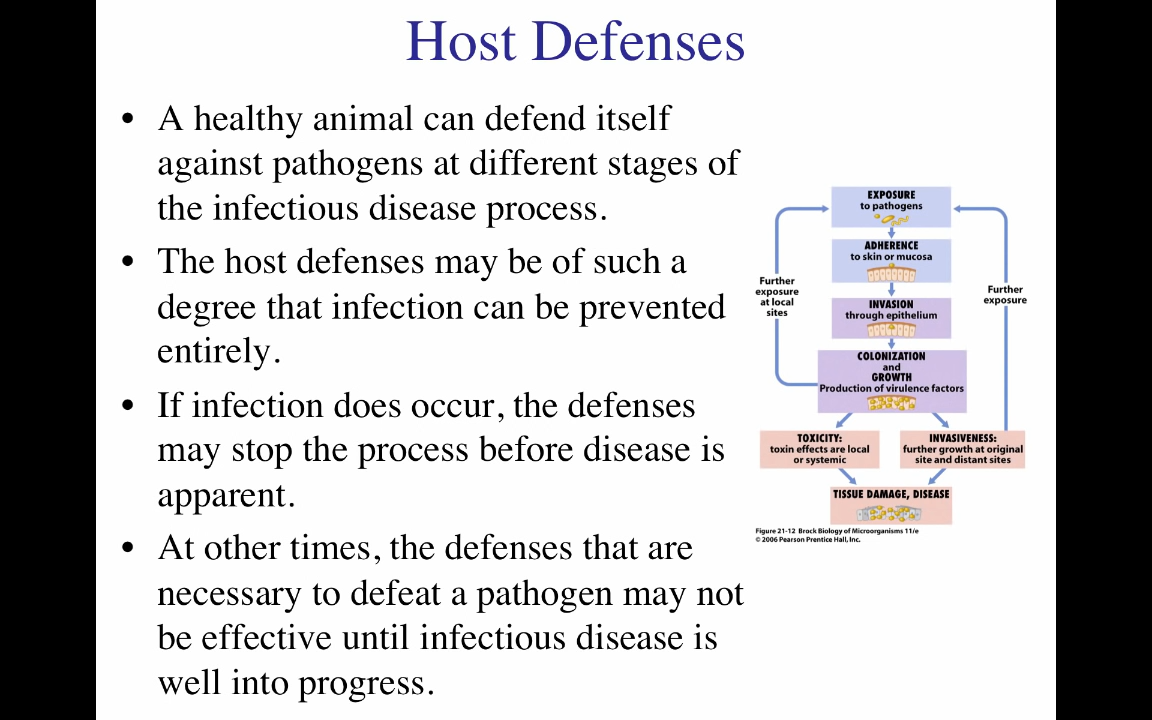 Host Defenses
• A healthy animal can defend itself
against pathogens at different stages of
the infectious disease process.
• The host defenses may be of such a
degree that infection can be prevented
entirely.
• If infection does occur, the defenses
may stop the process before disease is
apparent.
• At other times, the defenses that are
necessary to defeat a pathogen may not
be effective until infectious disease is
well into progress.
EXPOSURE
to pathogens
ADHERENCE
to skin or mucosa
Further
exposure
at local
sites
Further
exposure
INVASION
through epithelium
COLONIZATION
and
GROWTH
Production of virulence factors
TOXICITY:
toxin effects are local
or systemic
INVASIVENESS:
further growth at original
site and distant sites
TISSUE DAMAGE, DISEASE
Figure 21-12 Brock Biology of Microorganisms 11/e
© 2006 Pearson Prentice Hall, Inc.